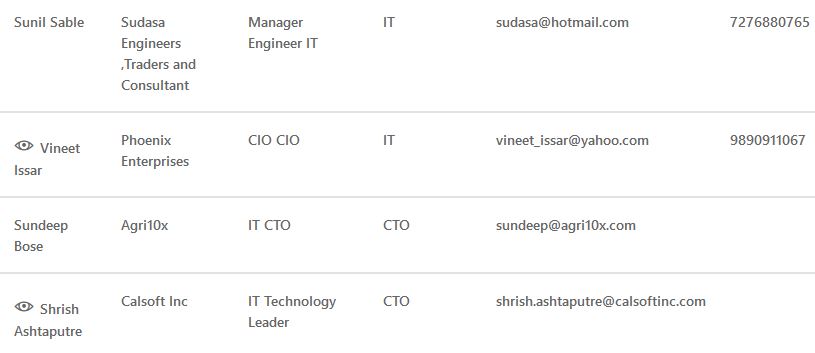 Sunil Sable Sudasa Manager IT sudasa@hotmail.com 7276880765
Engineers Engineer IT
,Traders and
Consultant
Vineet Phoenix CIO CIO IT vineet_issar@yahoo.com 9890911067
Issar Enterprises
Sundeep Agri10x IT CTO CTO sundeep@agri10x.com
Bose
Shrish Calsoft Inc IT Technology CTO shrish.ashtaputre@calsoftinc.com
Ashtaputre Leader